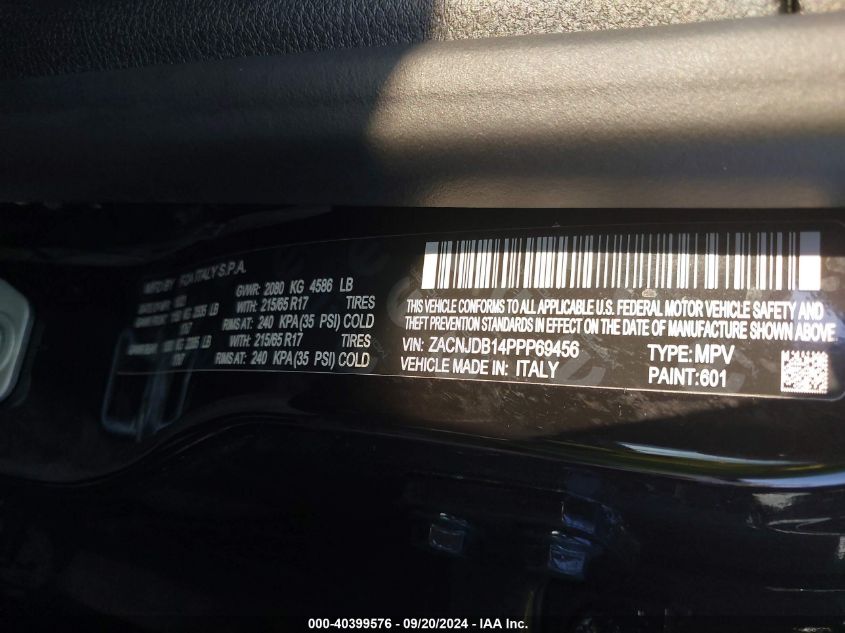 MFD BY FCA ITALY S.P.A.
GVWR: 2080 KG 4586 LB
WITH: 215/65 R17 TIRES
RIMS AT: 240 KPA (35 PSI) COLD
WITH: 215/65 R17 TIRES
RIMS AT: 240 KPA (35 PSI) COLD
THIS VEHICLE CONFORMS TO ALL APPLICABLE U.S. FEDERAL MOTOR VEHICLE SAFETY AND
THEFT PREVENTION STANDARDS IN EFFECT ON THE DATE OF MANUFACTURE SHOWN ABOVE
VIN: ZACNJDB14PPP69456 TYPE: MPV
VEHICLE MADE IN: ITALY PAINT: 601
000-40399576 - 09/20/2024 - IAA Inc.